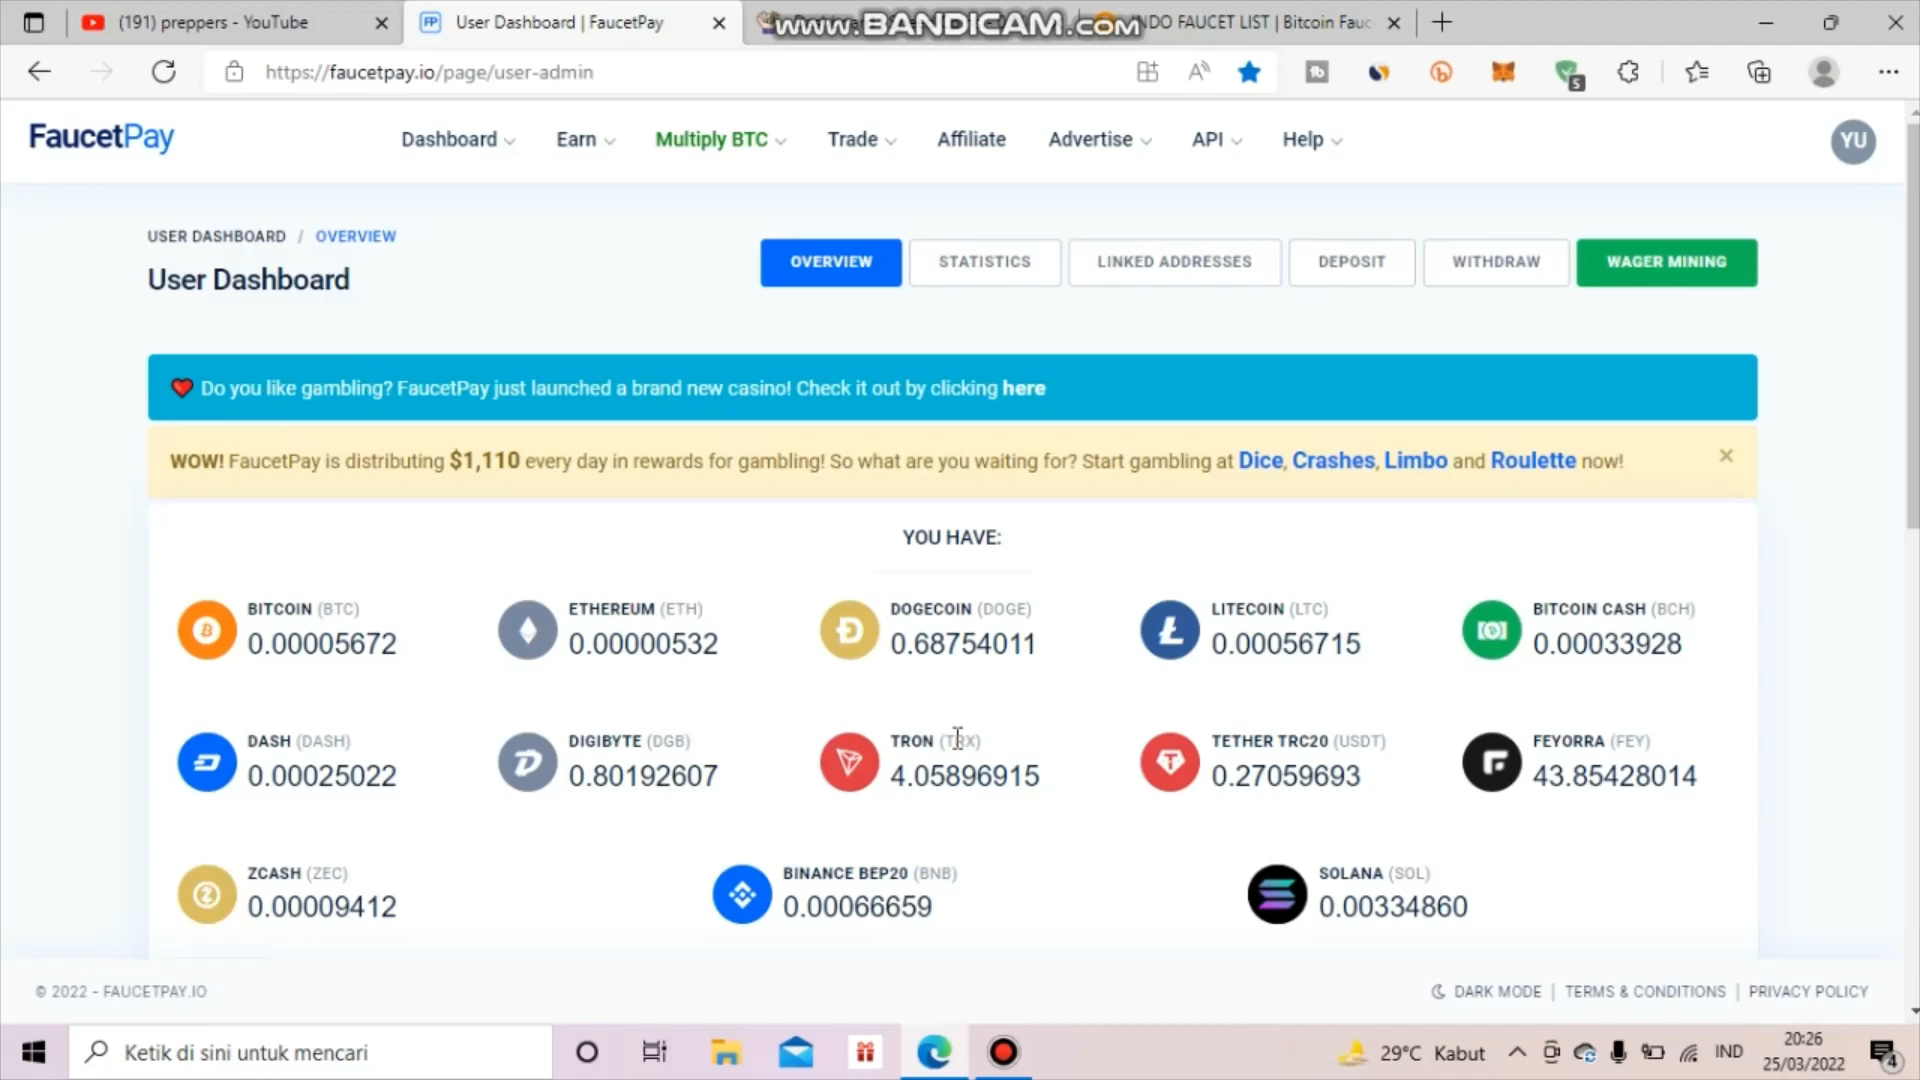 (191) preppers - YouTube
User Dashboard | FaucetPay
www.BANDICAM.com
NDO FAUCET LIST | Bitcoin Fauc
https://faucetpay.io/page/user-admin
5
FaucetPay
Dashboard
Earn
Multiply BTC
Trade
Affiliate
Advertise
API
Help
YU
USER DASHBOARD / OVERVIEW
User Dashboard
OVERVIEW
STATISTICS
LINKED ADDRESSES
DEPOSIT
WITHDRAW
WAGER MINING
Do you like gambling? FaucetPay just launched a brand new casino! Check it out by clicking here
WOW! FaucetPay is distributing $1,110 every day in rewards for gambling! So what are you waiting for? Start gambling at Dice, Crashes, Limbo and Roulette now!
YOU HAVE:
BITCOIN (BTC)
0.00005672
ETHEREUM (ETH)
0.00000532
DOGECOIN (DOGE)
0.68754011
LITECOIN (LTC)
0.00056715
BITCOIN CASH (BCH)
0.00033928
DASH (DASH)
0.00025022
DIGIBYTE (DGB)
0.80192607
TRON (TRX)
4.05896915
TETHER TRC20 (USDT)
0.27059693
FEYORRA (FEY)
43.85428014
ZCASH (ZEC)
0.00009412
BINANCE BEP20 (BNB)
0.00066659
SOLANA (SOL)
0.00334860
© 2022 - FAUCETPAY.IO
DARK MODE | TERMS & CONDITIONS | PRIVACY POLICY
Ketik di sini untuk mencari
29°C Kabut
IND
20:26
25/03/2022
4